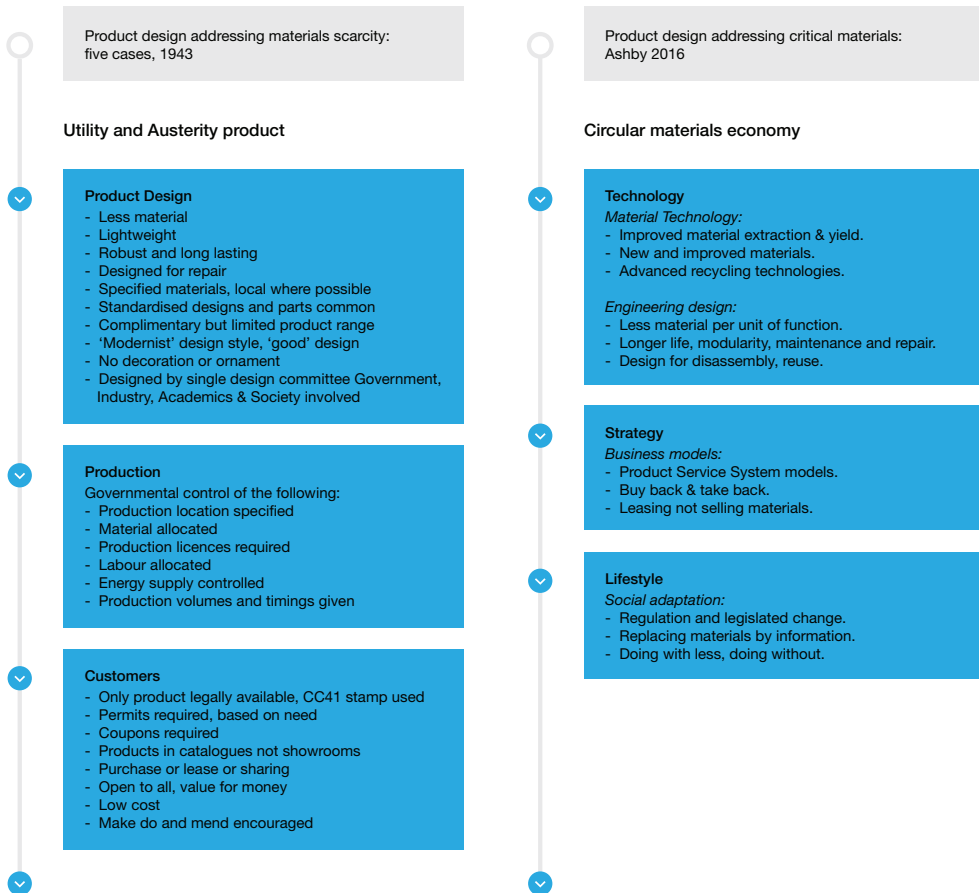 Product design addressing materials scarcity:
five cases, 1943
Utility and Austerity product
Product Design
- Less material
- Lightweight
- Robust and long lasting
- Designed for repair
- Specified materials, local where possible
- Standardised designs and parts common
- Complimentary but limited product range
- ‘Modernist’ design style, ‘good’ design
- No decoration or ornament
- Designed by single design committee Government,
Industry, Academics & Society involved
Production
Governmental control of the following:
- Production location specified
- Material allocated
- Production licences required
- Labour allocated
- Energy supply controlled
- Production volumes and timings given
Customers
- Only product legally available, CC41 stamp used
- Permits required, based on need
- Coupons required
- Products in catalogues not showrooms
- Purchase or lease or sharing
- Open to all, value for money
- Low cost
- Make do and mend encouraged
Product design addressing critical materials:
Ashby 2016
Circular materials economy
Technology
Material Technology:
- Improved material extraction & yield.
- New and improved materials.
- Advanced recycling technologies.
Engineering design:
- Less material per unit of function.
- Longer life, modularity, maintenance and repair.
- Design for disassembly, reuse.
Strategy
Business models:
- Product Service System models.
- Buy back & take back.
- Leasing not selling materials.
Lifestyle
Social adaptation:
- Regulation and legislated change.
- Replacing materials by information.
- Doing with less, doing without.